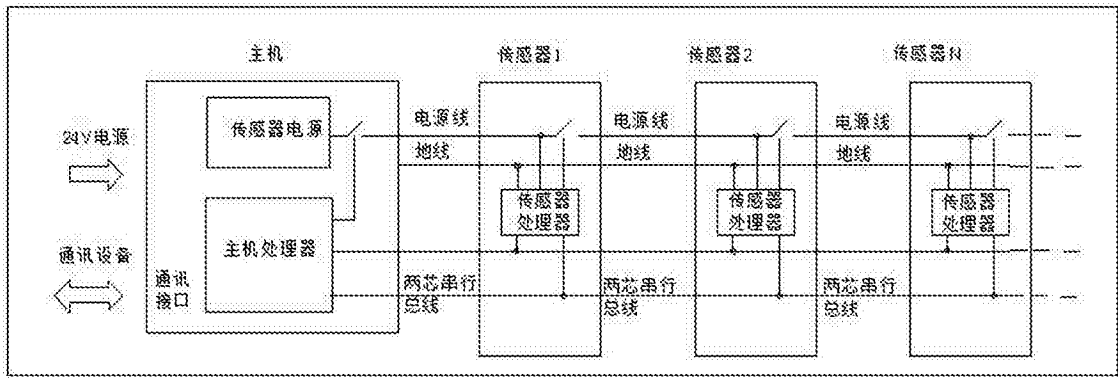 主机
传感器1
传感器2
传感器N
24V电源
传感器电源
电源线
地线
电源线
地线
电源线
地线
传感器
处理器
传感器
处理器
传感器
处理器
通讯设备
主机处理器
通讯
接口
两芯串行
总线
两芯串行
总线
两芯串行
总线